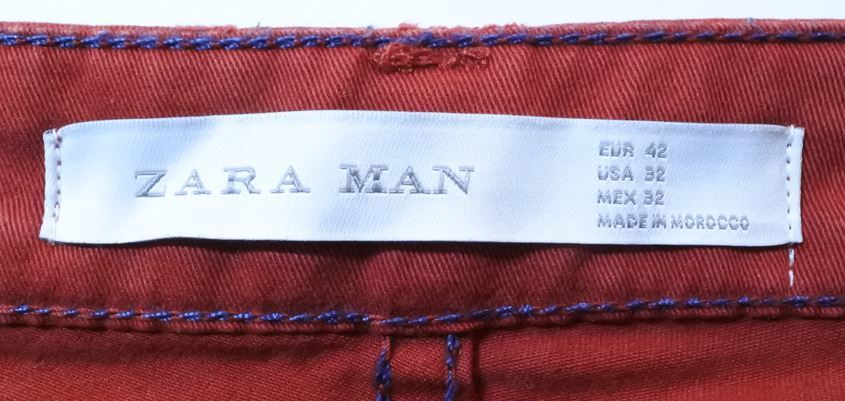 ZARA MAN
EUR 42
USA 32
MEX 32
MADE IN MOROCCO